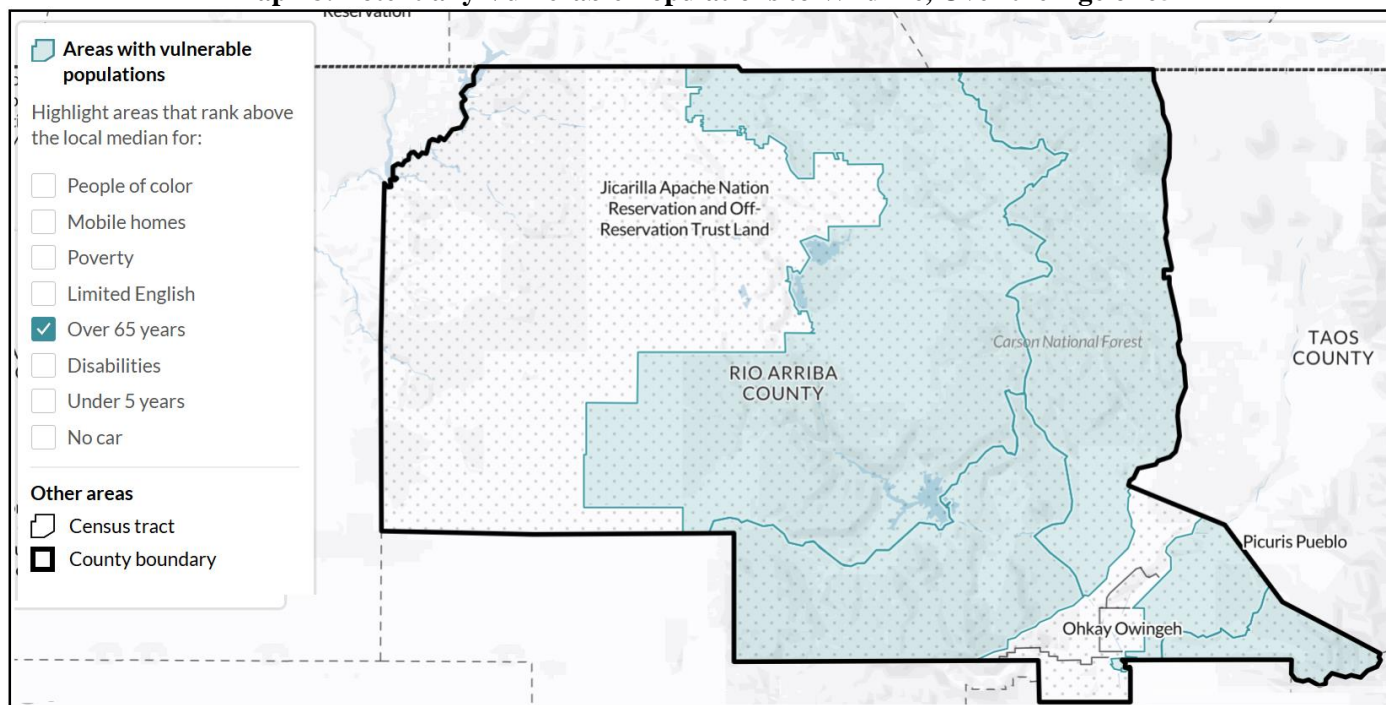 Reservation
Areas with vulnerable
populations
Highlight areas that rank above
the local median for:
People of color
Mobile homes
Poverty
Limited English
Over 65 years
Disabilities
Under 5 years
No car
Other areas
Census tract
County boundary
Jicarilla Apache Nation
Reservation and Off-
Reservation Trust Land
RIO ARRIBA
COUNTY
Carson National Forest
TAOS
COUNTY
Picuris Pueblo
Ohkay Owingeh